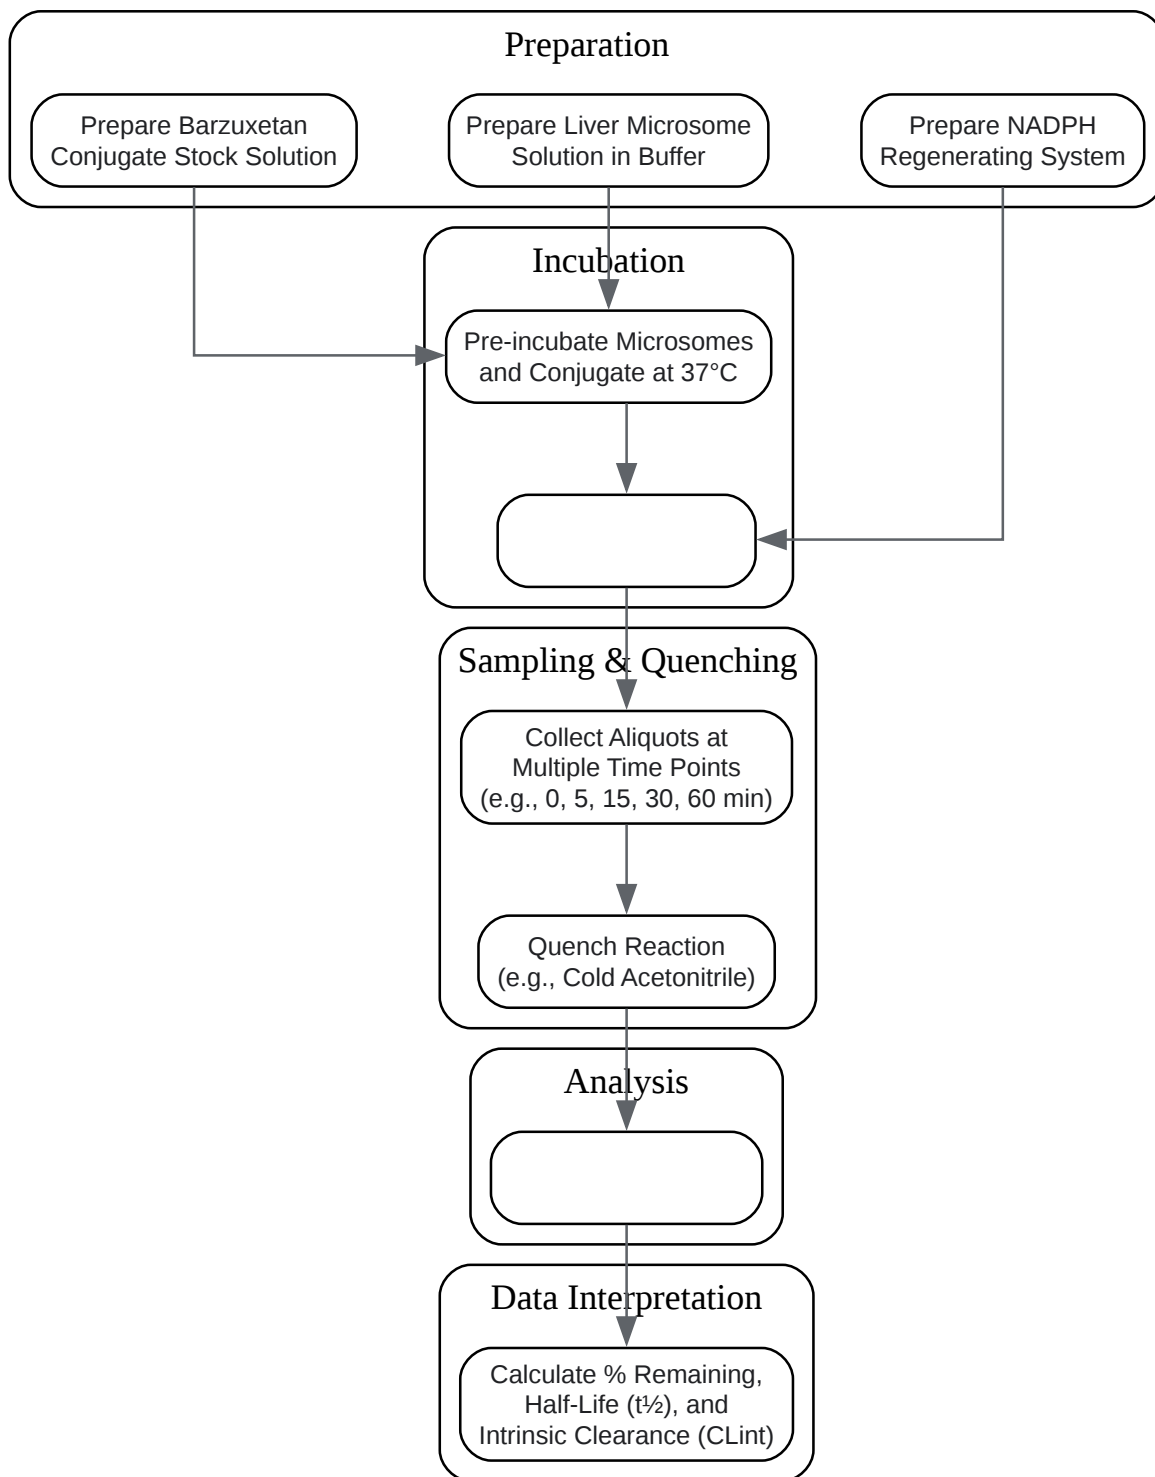 Preparation
Prepare Barzuxetan
Conjugate Stock Solution
Prepare Liver Microsome
Solution in Buffer
Prepare NADPH
Regenerating System
Incubation
Pre-incubate Microsomes
and Conjugate at 37°C
Sampling & Quenching
Collect Aliquots at
Multiple Time Points
(e.g., 0, 5, 15, 30, 60 min)
Quench Reaction
(e.g., Cold Acetonitrile)
Analysis
Data Interpretation
Calculate % Remaining,
Half-Life (t½), and
Intrinsic Clearance (CLint)